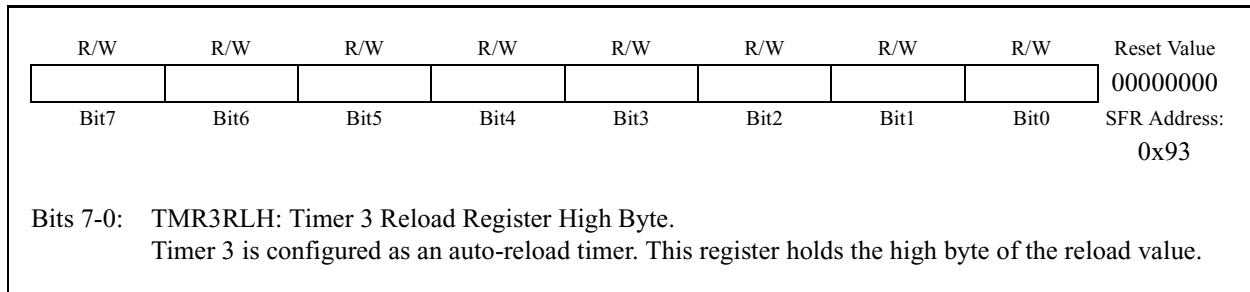 R/W R/W R/W R/W R/W R/W R/W R/W Reset Value
00000000
Bit7 Bit6 Bit5 Bit4 Bit3 Bit2 Bit1 Bit0 SFR Address:
0x93
Bits 7-0: TMR3RLH: Timer 3 Reload Register High Byte.
Timer 3 is configured as an auto-reload timer. This register holds the high byte of the reload value.